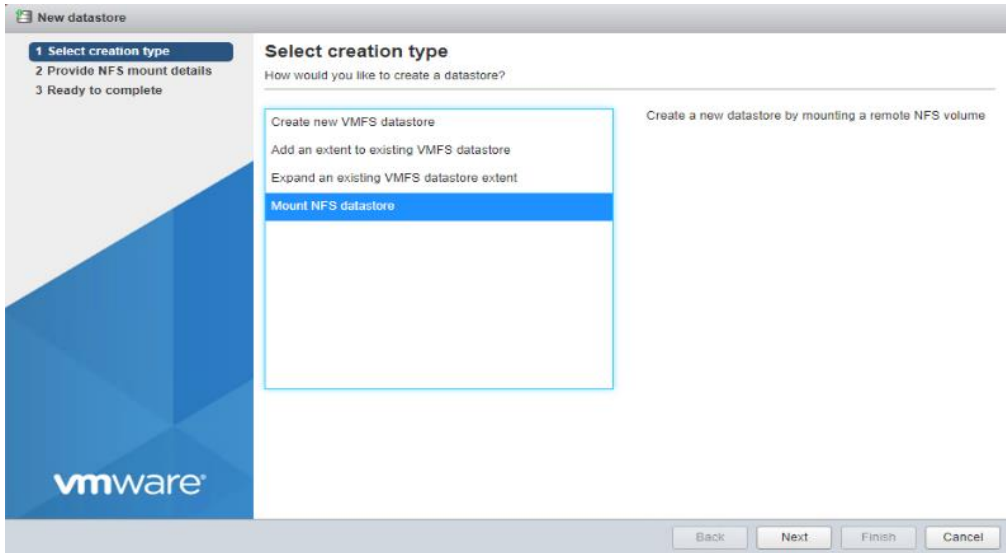 New datastore
1 Select creation type
2 Provide NFS mount details
3 Ready to complete
Select creation type
How would you like to create a datastore?
Create new VMFS datastore
Add an extent to existing VMFS datastore
Expand an existing VMFS datastore extent
Mount NFS datastore
Create a new datastore by mounting a remote NFS volume
vmware®
Back Next Finish Cancel